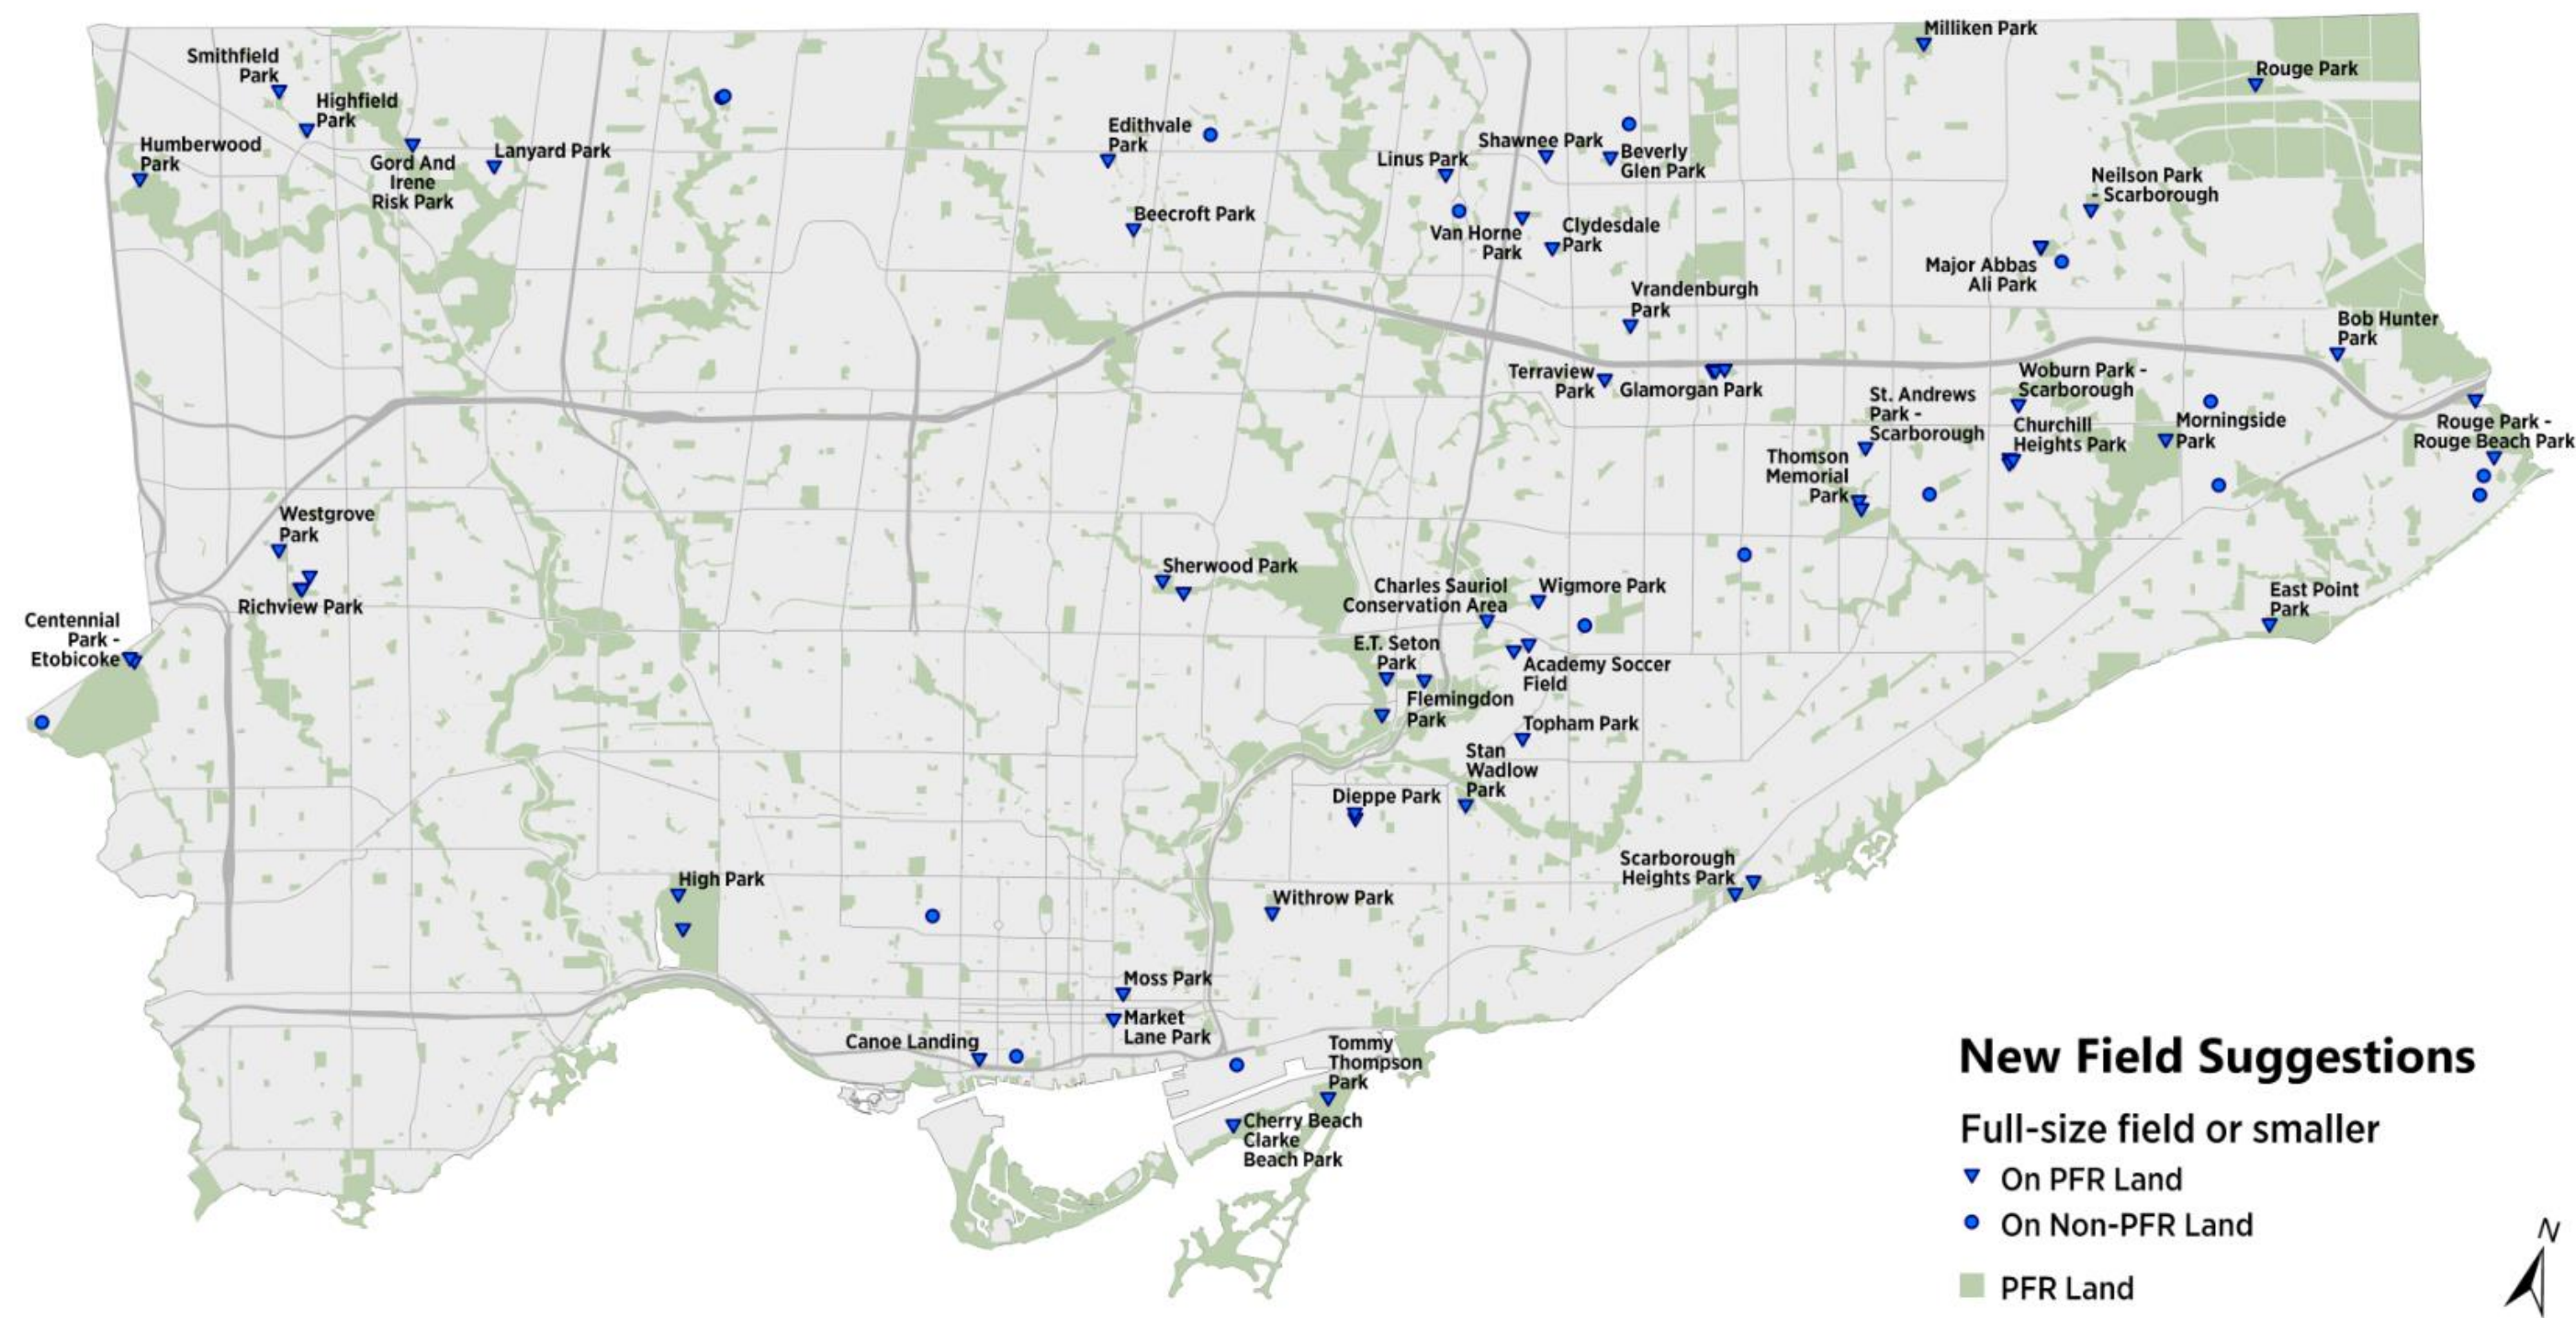 Milliken Park
Smithfield
Park
Rouge Park
Highfield
Park
Edithvale
Park
Humberwood
Park
Shawnee Park
Lanyard Park
Beverly
Glen Park
Linus Park
Gord And
Irene
Risk Park
Neilson Park
- Scarborough
Beecroft Park
Clydesdale
Park
Van Horne
Park
Major Abbas
Ali Park
Vrandenburgh
Park
Bob Hunter
Park
Terraview
Park
Glamorgan Park
Woburn Park -
Scarborough
St. Andrews
Park -
Scarborough
Churchill
Heights Park
Morningside
Park
Rouge Park -
Rouge Beach Park
Thomson
Memorial
Park
Westgrove
Park
Sherwood Park
Richview Park
Charles Sauriol
Conservation Area
Wigmore Park
East Point
Park
Centennial
Park -
Etobicoke
E.T. Seton
Park
Academy Soccer
Field
Flemingdon
Park
Topham Park
Stan
Wadlow
Park
Dieppe Park
Scarborough
Heights Park
High Park
Withrow Park
Moss Park
Market
Lane Park
Canoe Landing
Tommy
Thompson
Park
Cherry Beach
Clarke
Beach Park
New Field Suggestions
Full-size field or smaller
On PFR Land
On Non-PFR Land
PFR Land
N